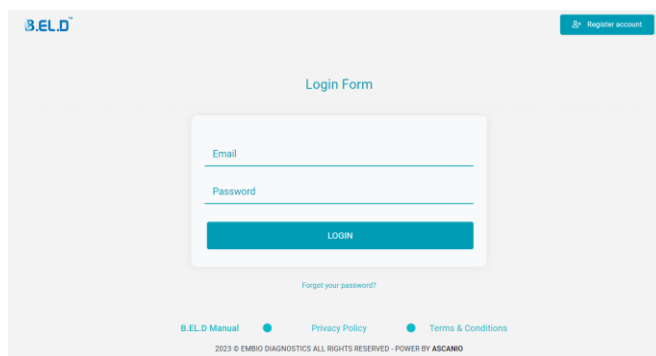 B.EL.D™
Register account
Login Form
Email
Password
LOGIN
Forgot your password?
B.EL.D Manual Privacy Policy Terms & Conditions
2023 © EMBIO DIAGNOSTICS ALL RIGHTS RESERVED - POWER BY ASCANIO